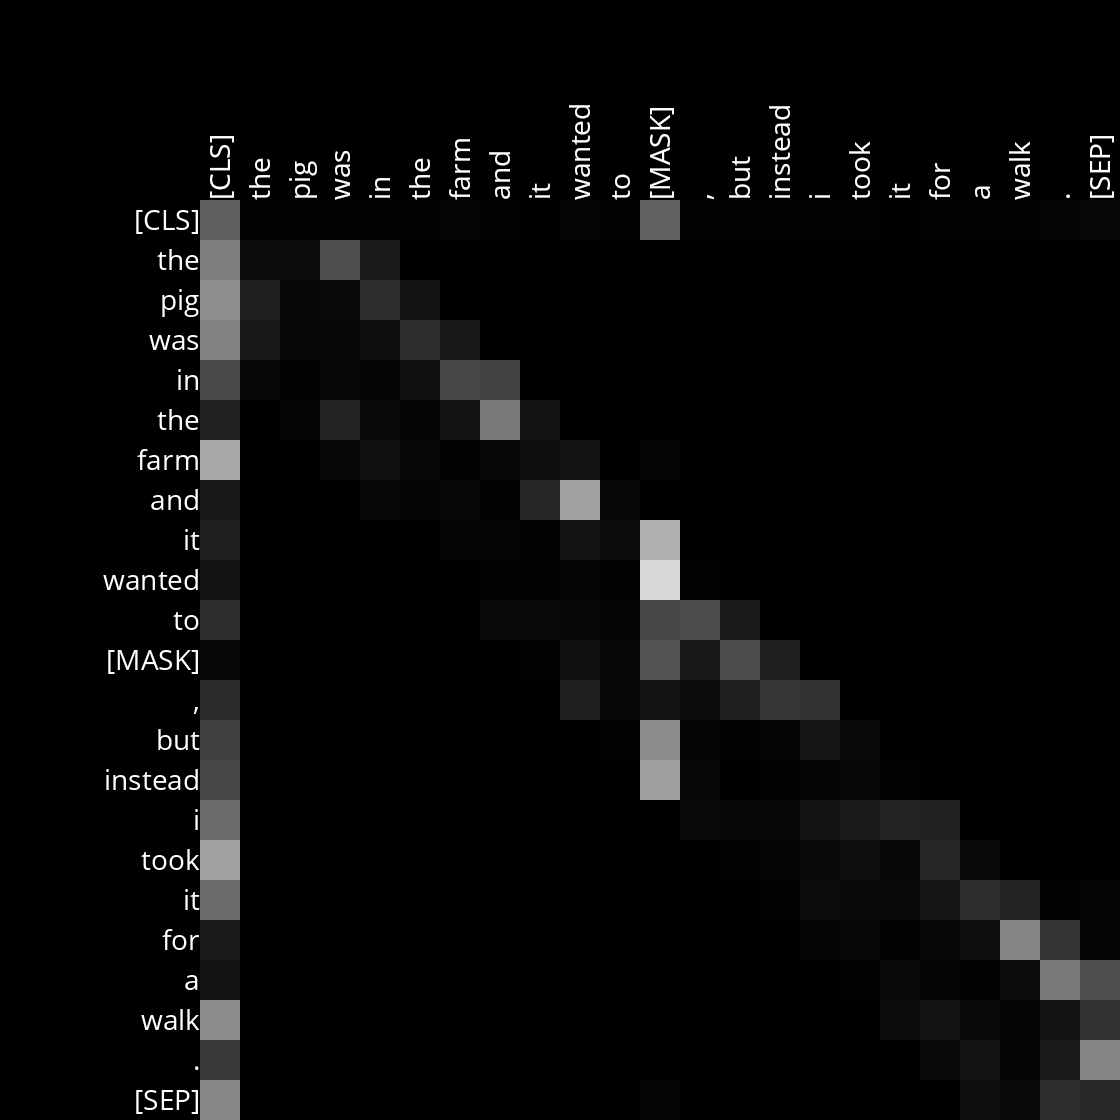 [CLS] the pig was in the farm and it wanted to [MASK] , but instead i took it for a walk . [SEP]
[CLS]
the
pig
was
in
the
farm
and
it
wanted
to
[MASK]
,
but
instead
i
took
it
for
a
walk
.
[SEP]